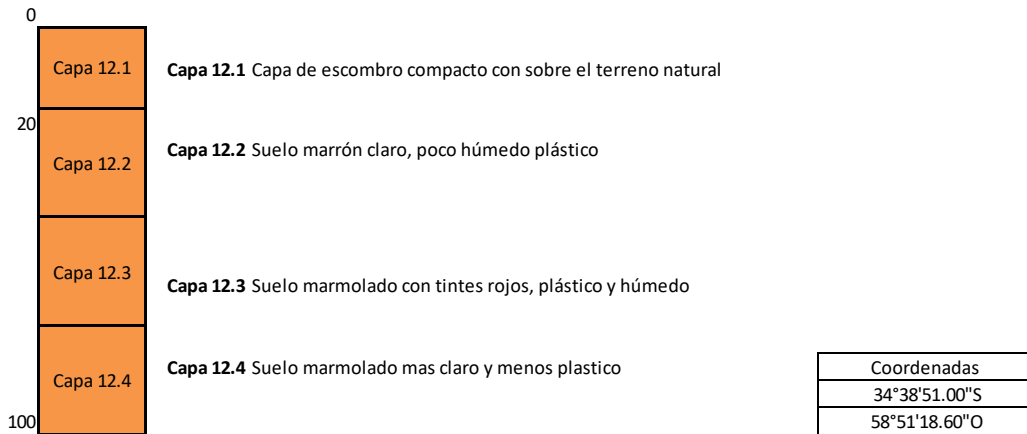 0
Capa 12.1
Capa 12.1 Capa de escombro compacto con sobre el terreno natural
20
Capa 12.2
Capa 12.2 Suelo marrón claro, poco húmedo plástico
Capa 12.3
Capa 12.3 Suelo marmolado con tintes rojos, plástico y húmedo
Capa 12.4
Capa 12.4 Suelo marmolado mas claro y menos plastico
100
Coordenadas
34°38'51.00"S
58°51'18.60"O